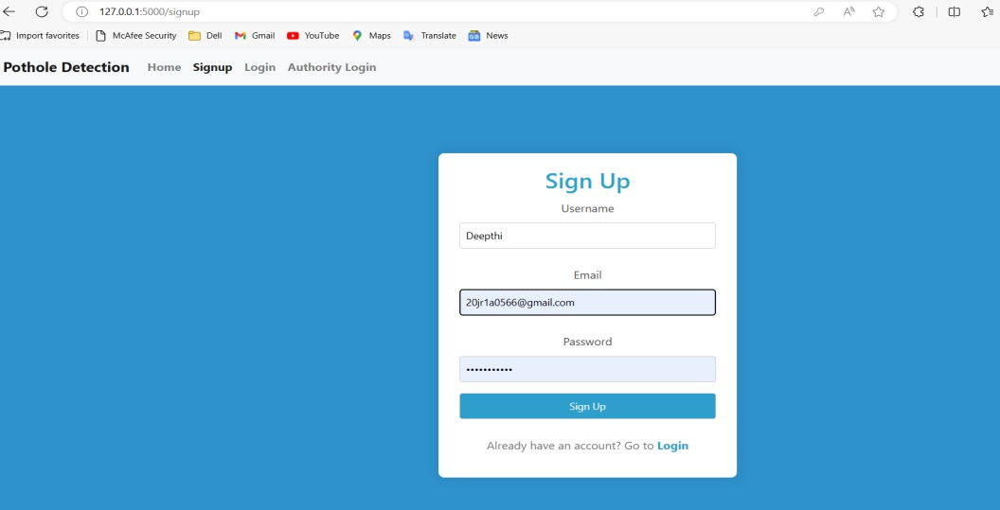 127.0.0.1:5000/signup
Import favorites McAfee Security Dell Gmail YouTube Maps Translate News
Pothole Detection Home Signup Login Authority Login
Sign Up
Username
Deepthi
Email
20jr1a0566@gmail.com
Password
•••••••••••
Sign Up
Already have an account? Go to Login